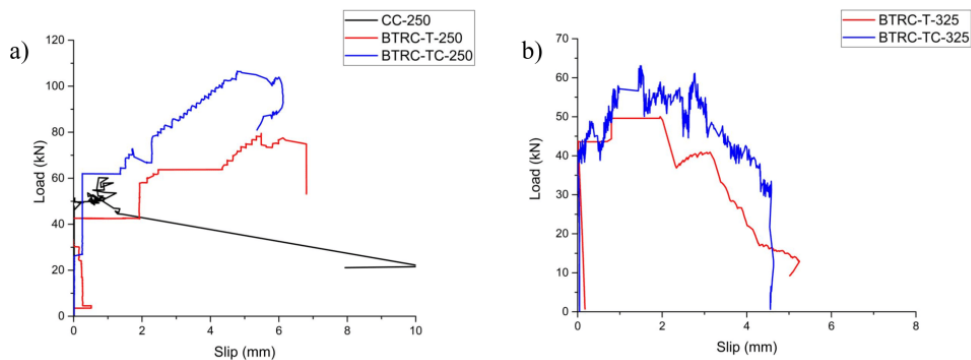 a)
CC-250
BTRC-T-250
BTRC-TC-250
Load (kN)
120
100
80
60
40
20
0
0 2 4 6 8 10
Slip (mm)
b)
BTRC-T-325
BTRC-TC-325
Load (kN)
70
60
50
40
30
20
10
0
0 2 4 6 8
Slip (mm)